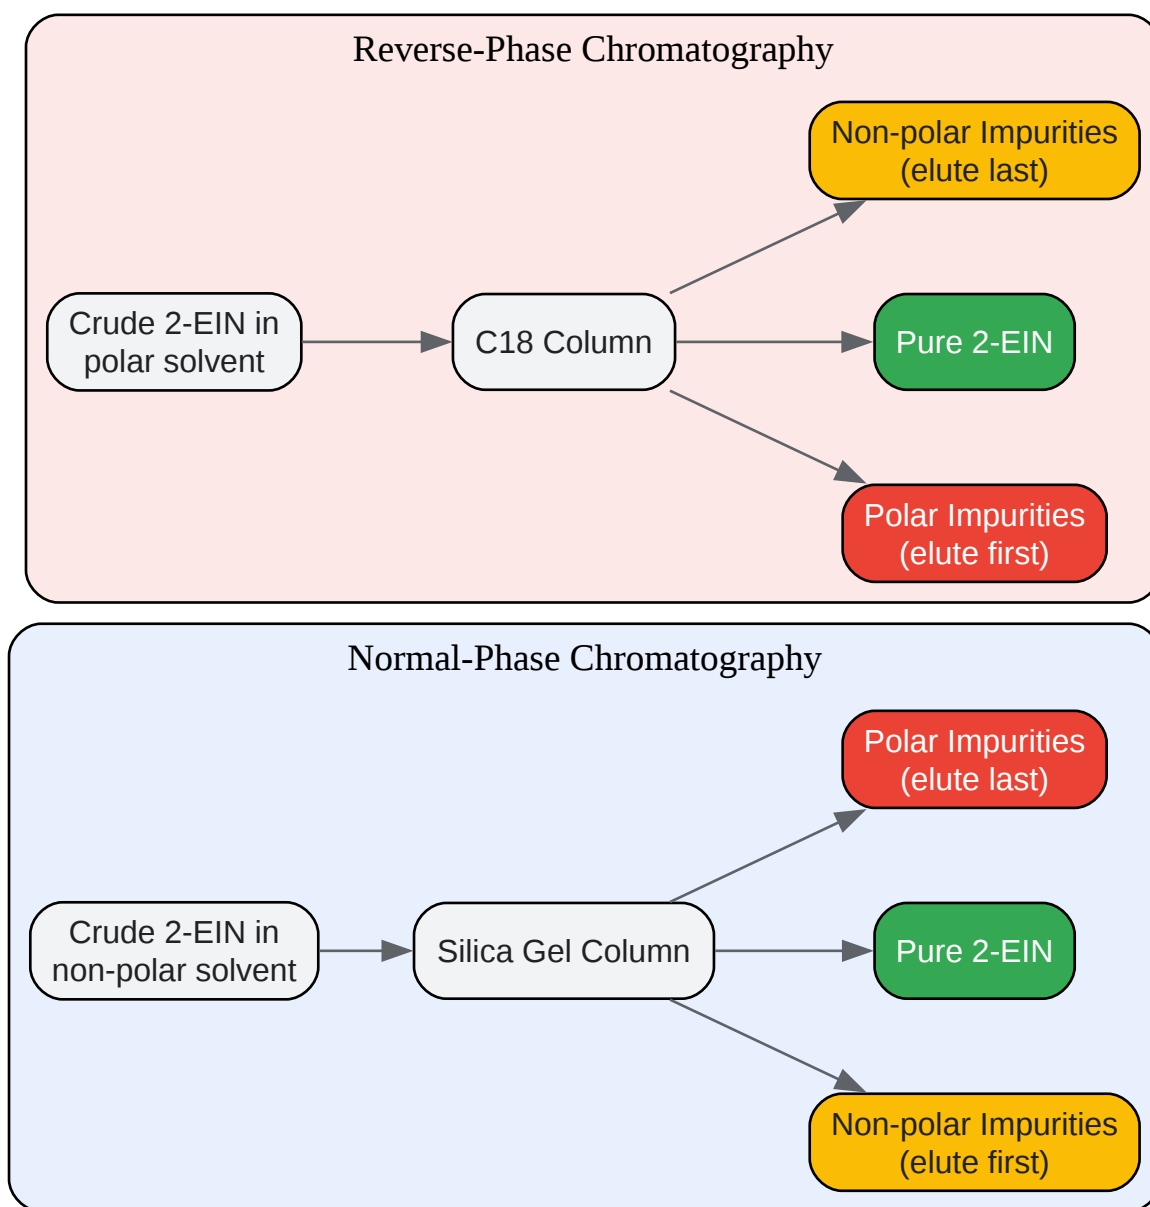 Reverse-Phase Chromatography
Non-polar Impurities
(elute last)
Crude 2-EIN in
polar solvent
C18 Column
Pure 2-EIN
Polar Impurities
(elute first)
Normal-Phase Chromatography
Polar Impurities
(elute last)
Crude 2-EIN in
non-polar solvent
Silica Gel Column
Pure 2-EIN
Non-polar Impurities
(elute first)